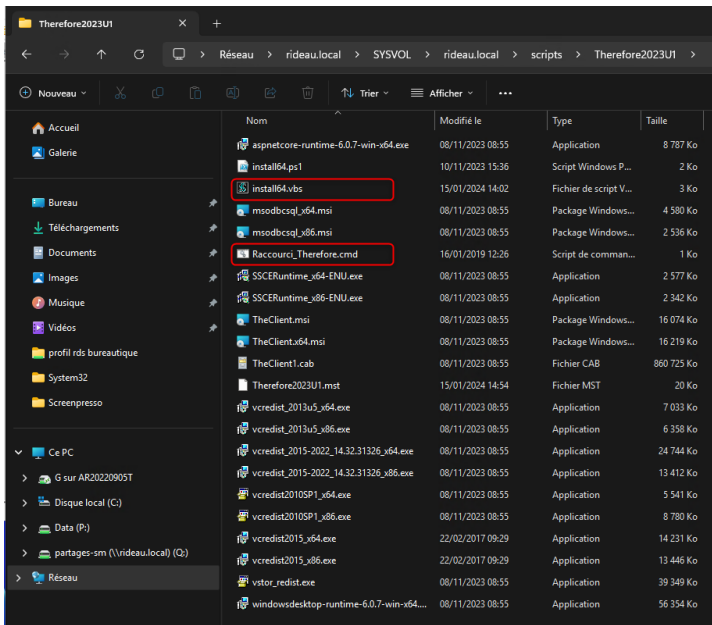 Therefore2023U1
Réseau > rideau.local > SYSVOL > rideau.local > scripts > Therefore2023U1 >
Nouveau Trier Afficher
Accueil
Galerie
Bureau
Téléchargements
Documents
Images
Musique
Vidéos
profil rds bureautique
System32
Screenpresso
Ce PC
G sur AR20220905T
Disque local (C:)
Data (P:)
partages-sm (\\rideau.local) (Q:)
Réseau
Nom Modifié le Type Taille
aspnetcore-runtime-6.0.7-win-x64.exe 08/11/2023 08:55 Application 8 787 Ko
install64.ps1 10/11/2023 15:36 Script Windows P... 2 Ko
install64.vbs 15/01/2024 14:02 Fichier de script V... 3 Ko
msodbcsql_x64.msi 08/11/2023 08:55 Package Windows... 4 580 Ko
msodbcsql_x86.msi 08/11/2023 08:55 Package Windows... 2 536 Ko
Raccourci_Therefore.cmd 16/01/2019 12:26 Script de comman... 1 Ko
SSCERuntime_x64-ENU.exe 08/11/2023 08:55 Application 2 577 Ko
SSCERuntime_x86-ENU.exe 08/11/2023 08:55 Application 2 342 Ko
TheClient.msi 08/11/2023 08:55 Package Windows... 16 074 Ko
TheClient.x64.msi 08/11/2023 08:55 Package Windows... 16 219 Ko
TheClient1.cab 08/11/2023 08:55 Fichier CAB 860 725 Ko
Therefore2023U1.mst 15/01/2024 14:54 Fichier MST 20 Ko
vcredist_2013u5_x64.exe 08/11/2023 08:55 Application 7 033 Ko
vcredist_2013u5_x86.exe 08/11/2023 08:55 Application 6 358 Ko
vcredist_2015-2022_14.32.31326_x64.exe 08/11/2023 08:55 Application 24 744 Ko
vcredist_2015-2022_14.32.31326_x86.exe 08/11/2023 08:55 Application 13 412 Ko
vcredist2010SP1_x64.exe 08/11/2023 08:55 Application 5 541 Ko
vcredist2010SP1_x86.exe 08/11/2023 08:55 Application 8 780 Ko
vcredist2015_x64.exe 22/02/2017 09:29 Application 14 231 Ko
vcredist2015_x86.exe 22/02/2017 09:29 Application 13 446 Ko
vstor_redist.exe 08/11/2023 08:55 Application 39 349 Ko
windowsdesktop-runtime-6.0.7-win-x64.... 08/11/2023 08:55 Application 56 354 Ko